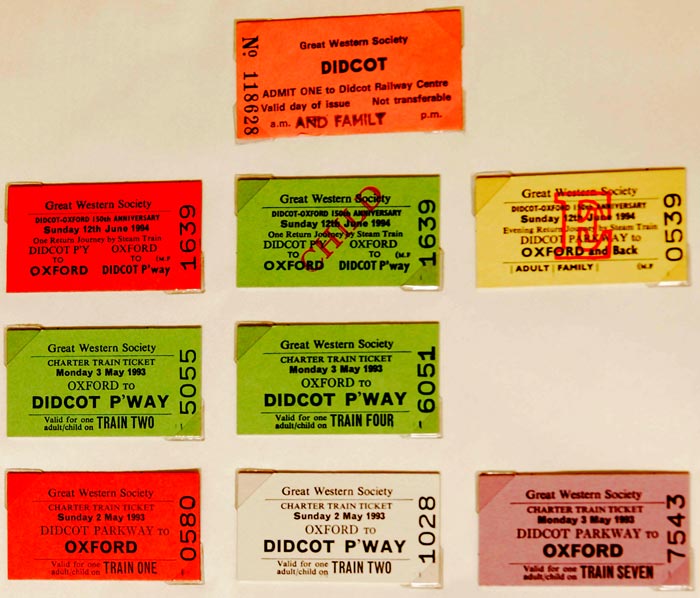 Nº 118628
Great Western Society
DIDCOT
ADMIT ONE to Didcot Railway Centre
Valid day of issue Not transferable
a.m. AND FAMILY p.m.
Great Western Society
DIDCOT-OXFORD 150th ANNIVERSARY
Sunday 12th June 1994
One Return Journey by Steam Train
DIDCOT P'Y OXFORD
TO TO (M.F
OXFORD DIDCOT P'way
1639
Great Western Society
DIDCOT-OXFORD 150th ANNIVERSARY
Sunday 12th June 1994
One Return Journey by Steam Train
DIDCOT P'Y OXFORD
TO TO (M.F
OXFORD DIDCOT P'way
CHILD
1639
Great Western Society
DIDCOT-OXFORD 150th ANNIVERSARY
Sunday 12th June 1994
Evening Return Journey by Steam Train
DIDCOT PARKWAY to
OXFORD and Back
ADULT FAMILY (M.F
0539
Great Western Society
CHARTER TRAIN TICKET
Monday 3 May 1993
OXFORD TO
DIDCOT P'WAY
Valid for one
adult/child on TRAIN TWO
5055
Great Western Society
CHARTER TRAIN TICKET
Monday 3 May 1993
OXFORD TO
DIDCOT P'WAY
Valid for one
adult/child on TRAIN FOUR
6051
Great Western Society
CHARTER TRAIN TICKET
Sunday 2 May 1993
DIDCOT PARKWAY TO
OXFORD
Valid for one
adult/child on TRAIN ONE
0580
Great Western Society
CHARTER TRAIN TICKET
Sunday 2 May 1993
OXFORD TO
DIDCOT P'WAY
Valid for one
adult/child on TRAIN TWO
1028
Great Western Society
CHARTER TRAIN TICKET
Monday 3 May 1993
DIDCOT PARKWAY TO
OXFORD
Valid for one
adult/child on TRAIN SEVEN
7543